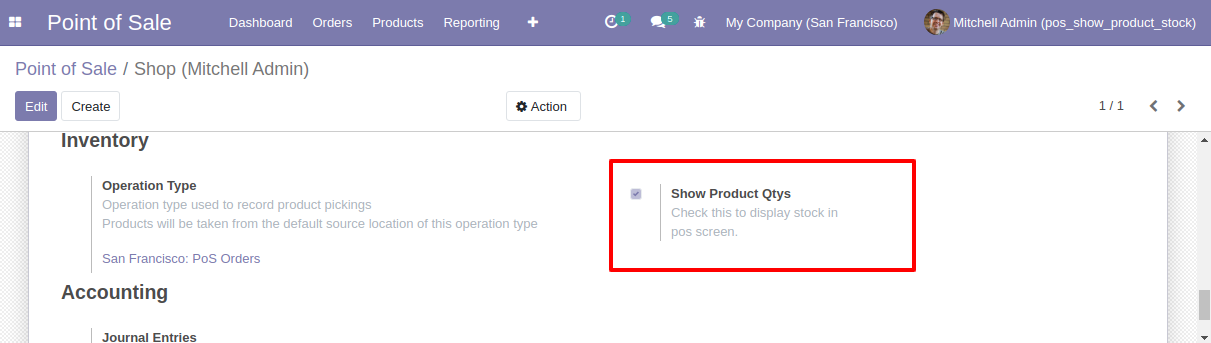 Point of Sale Dashboard Orders Products Reporting 1 5 My Company (San Francisco) Mitchell Admin (pos_show_product_stock)
Point of Sale / Shop (Mitchell Admin)
Edit Create Action 1 / 1
Inventory
Operation Type
Operation type used to record product pickings
Products will be taken from the default source location of this operation type
San Francisco: PoS Orders
Show Product Qtys
Check this to display stock in
pos screen.
Accounting
Journal Entries